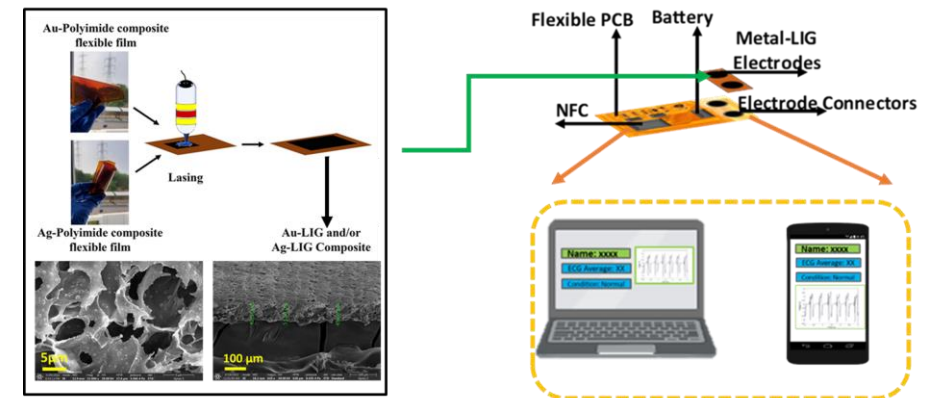 Au-Polyimide composite
flexible film
Lasing
Ag-Polyimide composite
flexible film
Au-LIG and/or
Ag-LIG Composite
5μm
100 μm
Flexible PCB
Battery
Metal-LIG
Electrodes
NFC
Electrode Connectors
Name: xxxx
ECG Average: XX
Condition: Normal
Name: xxxx
ECG Average: XX
Condition: Normal